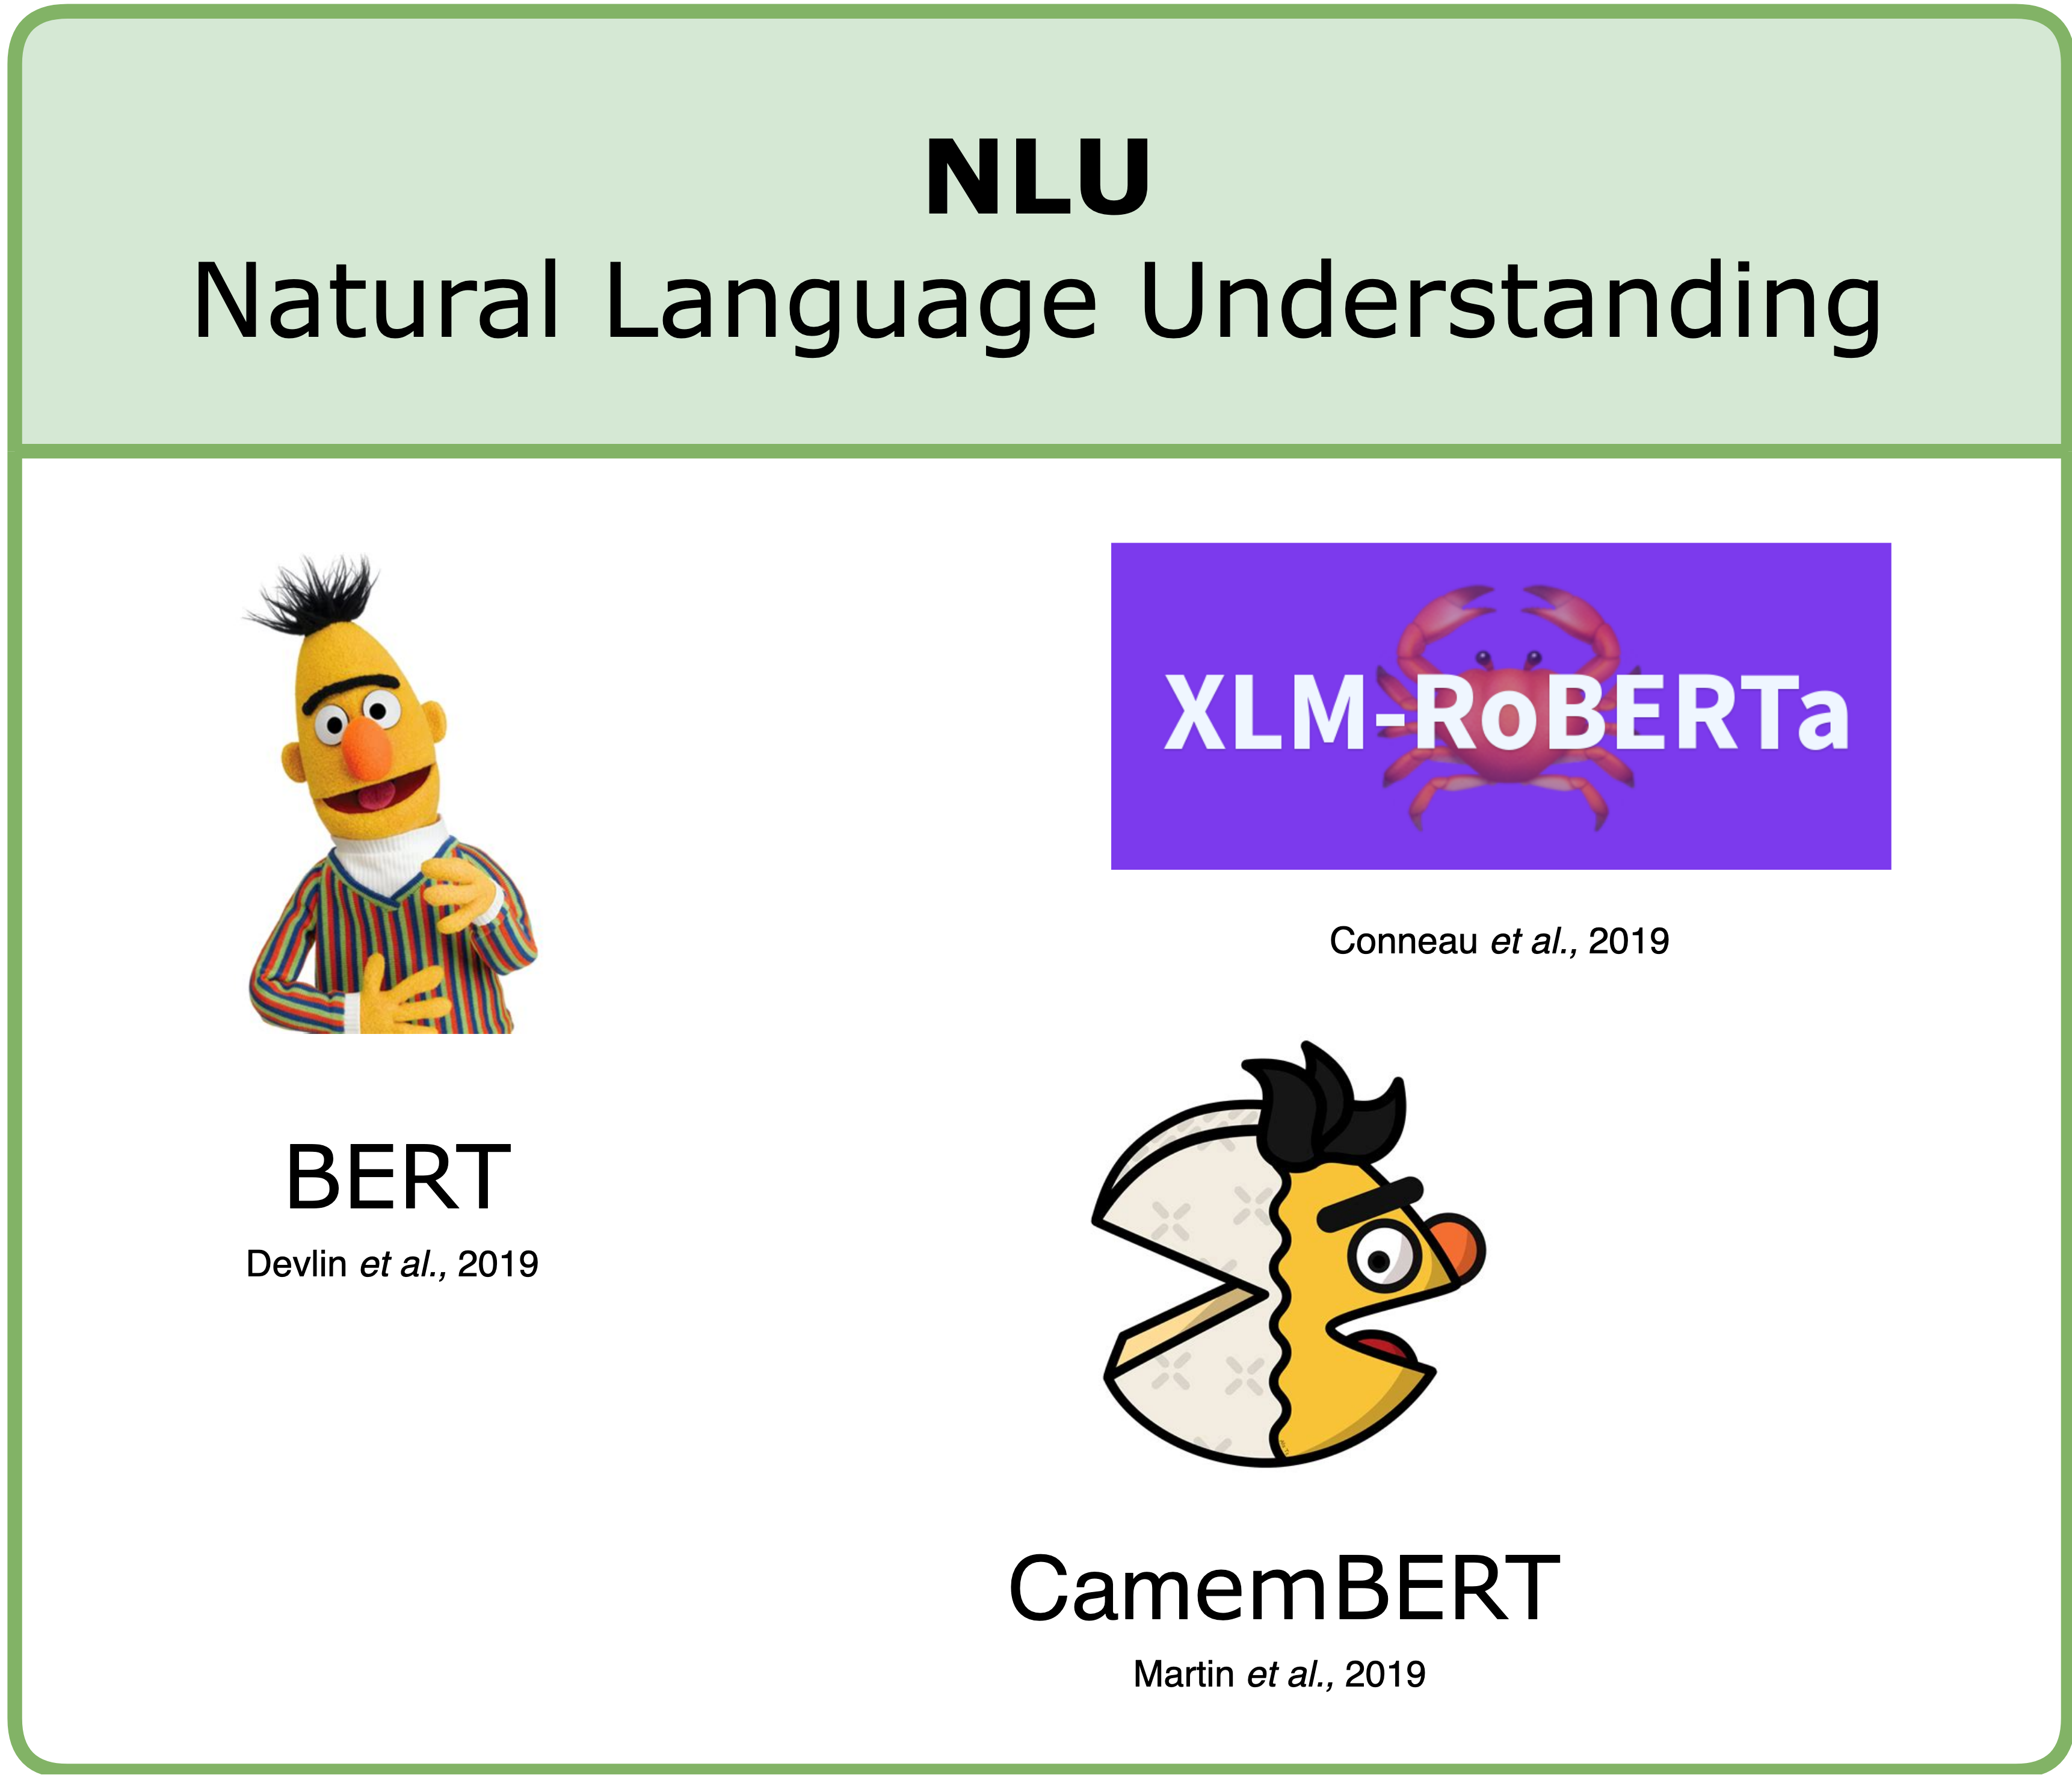 NLU
Natural Language Understanding
XLM-RoBERTa
Conneau et al., 2019
BERT
Devlin et al., 2019
CamemBERT
Martin et al., 2019